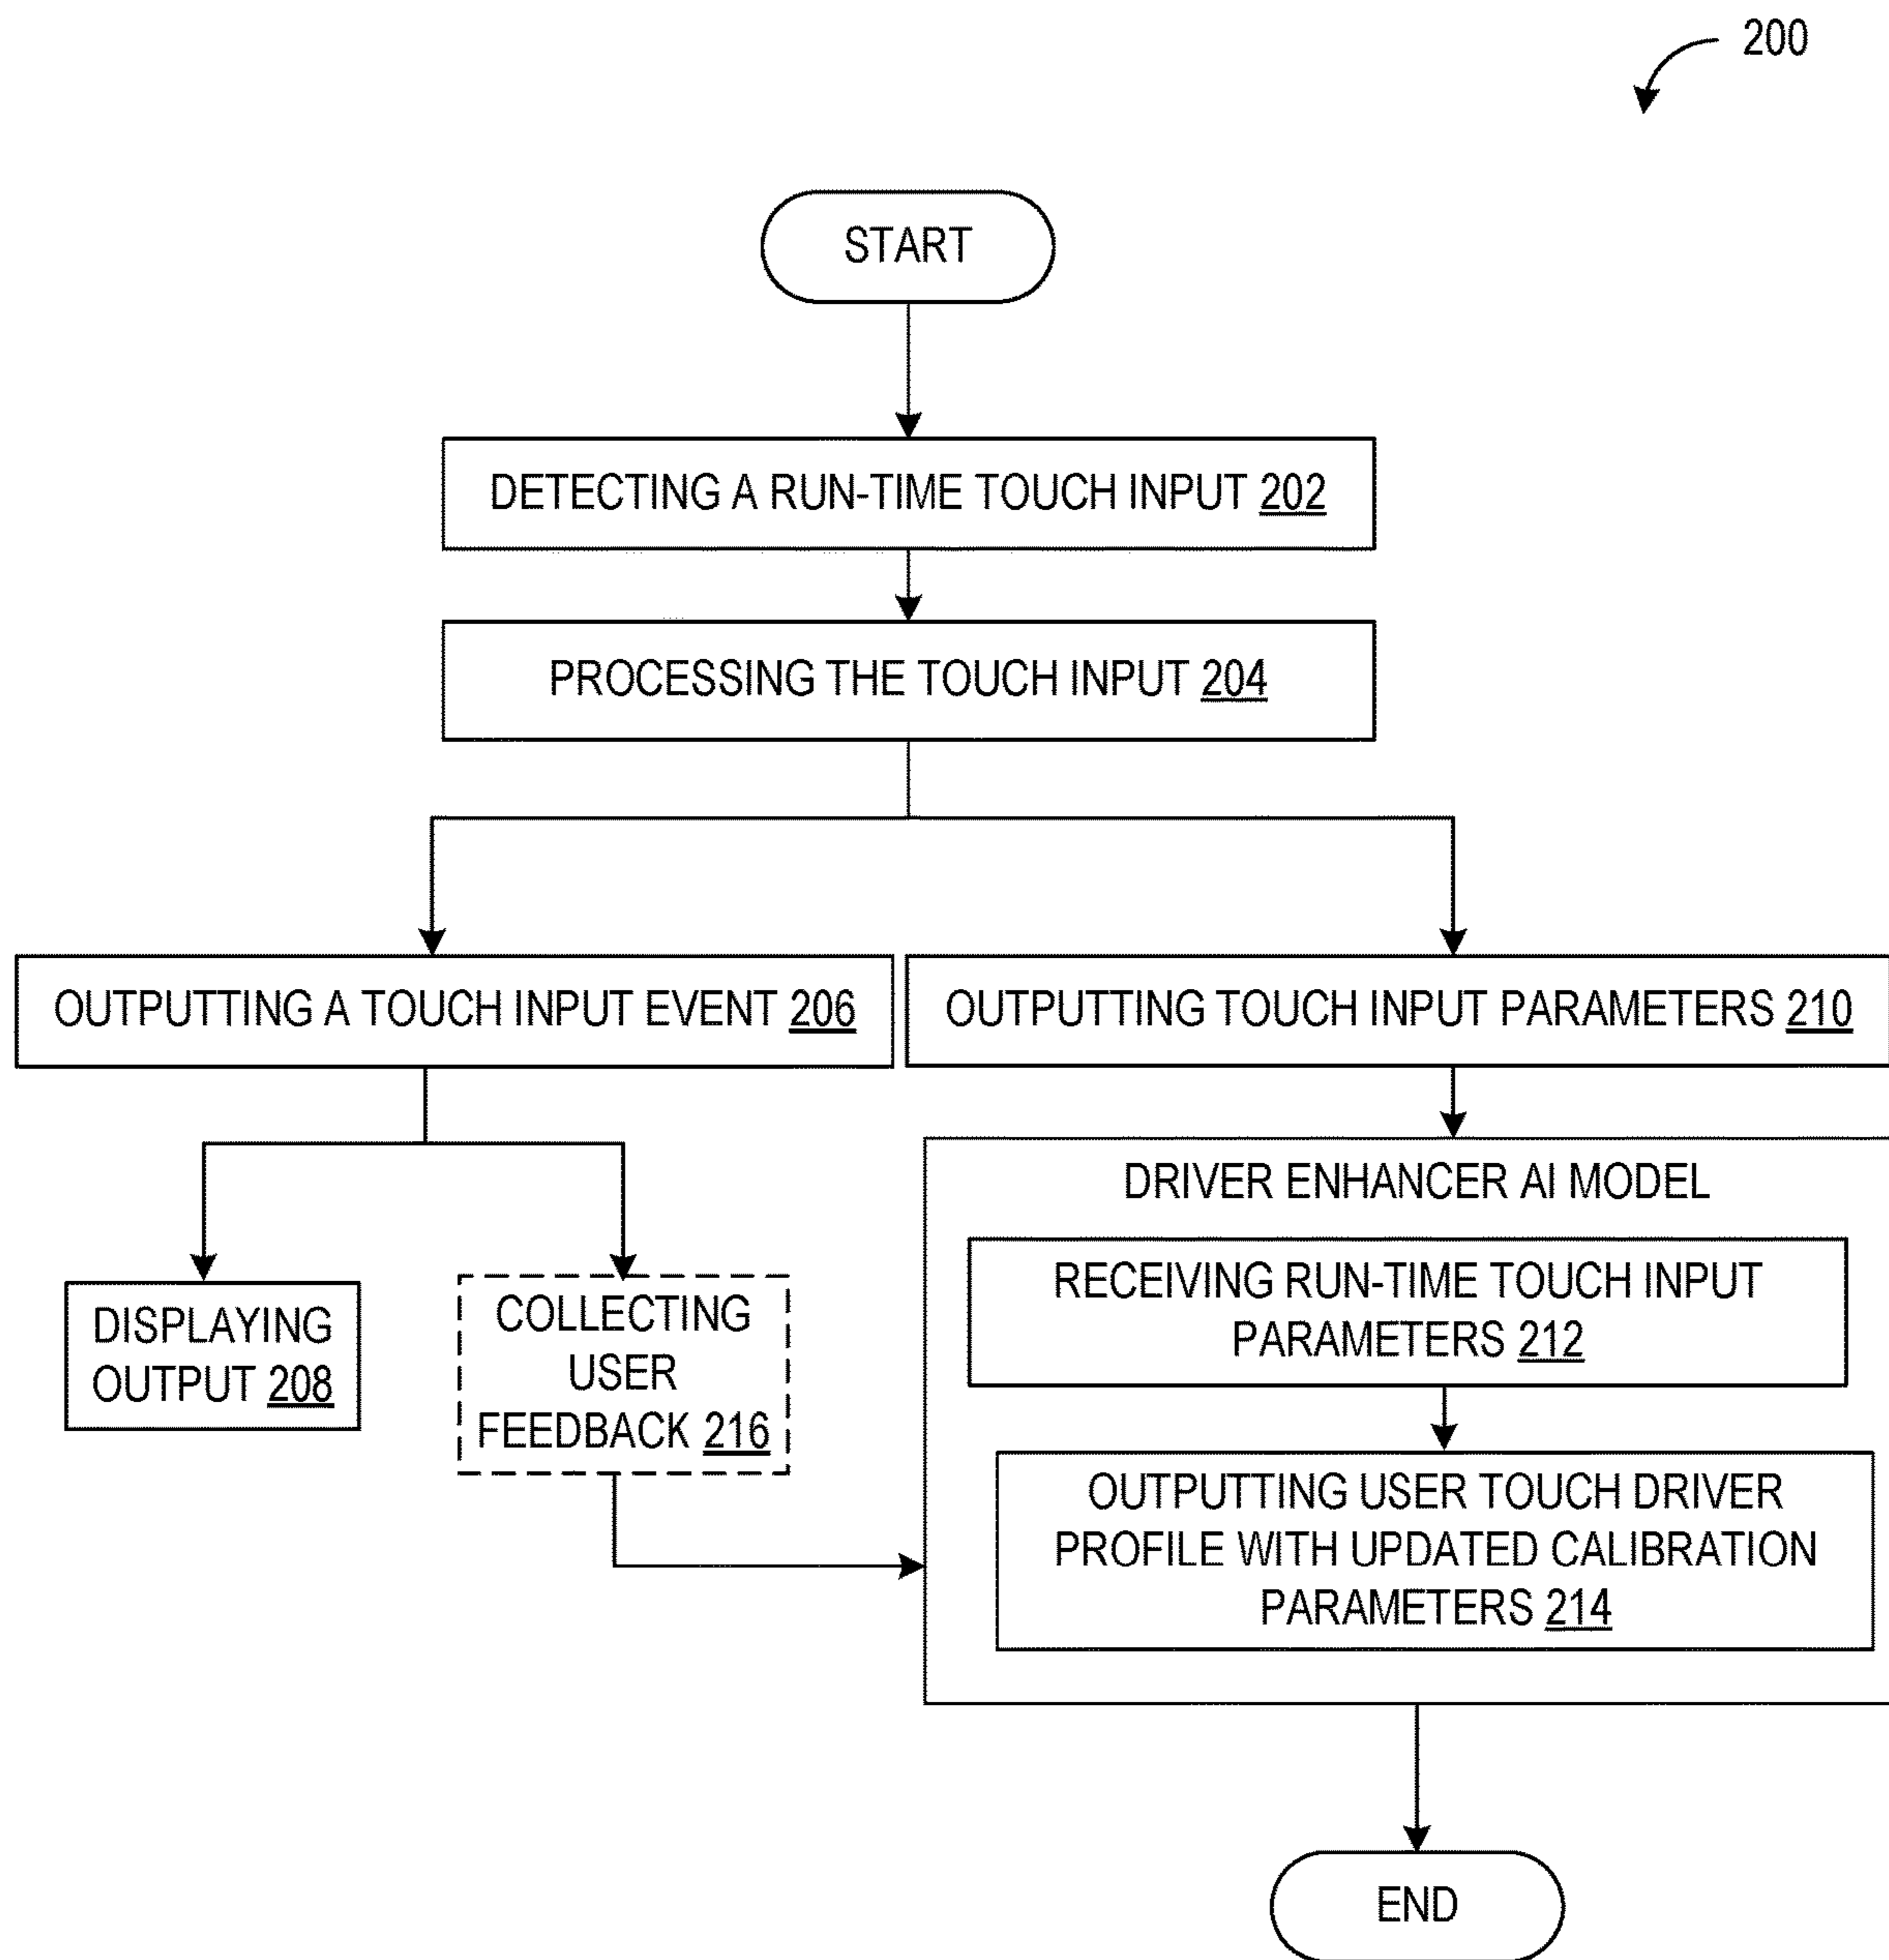 200
START
DETECTING A RUN-TIME TOUCH INPUT 202
PROCESSING THE TOUCH INPUT 204
OUTPUTTING A TOUCH INPUT EVENT 206
OUTPUTTING TOUCH INPUT PARAMETERS 210
DISPLAYING
OUTPUT 208
COLLECTING
USER
FEEDBACK 216
DRIVER ENHANCER AI MODEL
RECEIVING RUN-TIME TOUCH INPUT
PARAMETERS 212
OUTPUTTING USER TOUCH DRIVER
PROFILE WITH UPDATED CALIBRATION
PARAMETERS 214
END